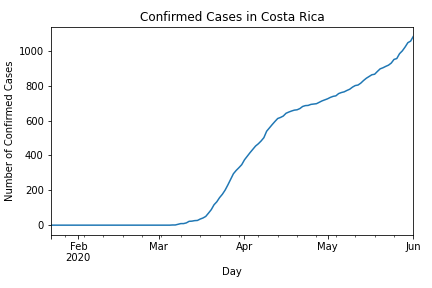 Confirmed Cases in Costa Rica
Number of Confirmed Cases
1000
800
600
400
200
0
Feb Mar Apr May Jun
2020
Day